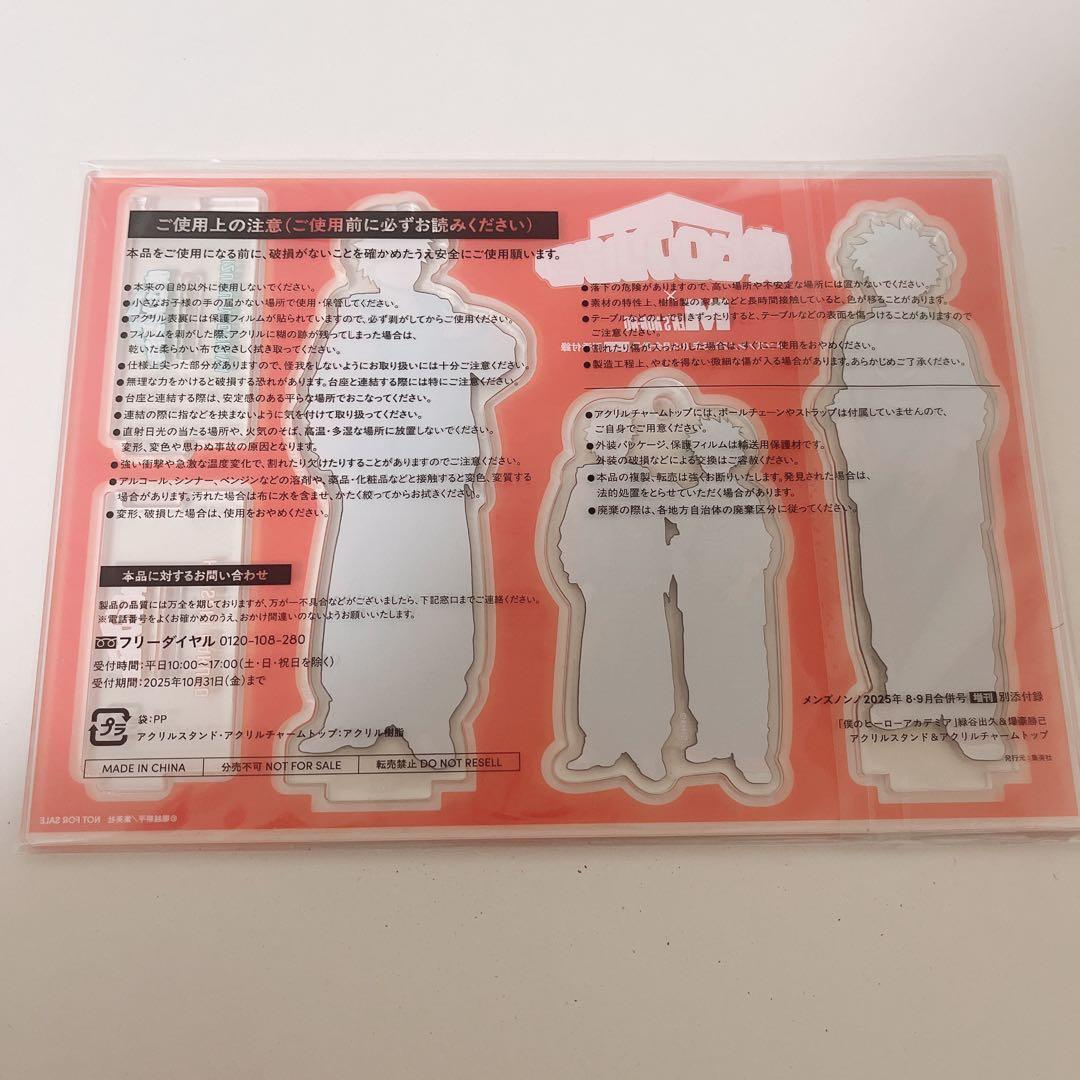 ご使用上の注意(ご使用前に必ずお読みください)
本品をご使用になる前に、破損がないことを確かめたうえ安全にご使用願います。
●本来の目的以外に使用しないでください。
●小さなお子様の手の届かない場所で使用・保管してください。
●アクリル表裏には保護フィルムが貼られていますので、必ず剥がしてからご使用ください。
●フィルムを剥がした際、アクリルに糊の跡が残ってしまった場合は、
乾いた柔らかい布でやさしく拭き取ってください。
●仕様上尖った部分がありますので、怪我をしないようにお取り扱いには十分ご注意ください。
●無理な力をかけると破損する恐れがあります。台座と連結する際には特にご注意ください。
●台座と連結する際は、安定感のある平らな場所でおこなってください。
●連結の際に指などを挟まないように気を付けて取り扱ってください。
●直射日光の当たる場所や、火気のそば、高温・多湿な場所に放置しないでください。
変形、変色や思わぬ事故の原因となります。
●強い衝撃や急激な温度変化で、割れたり欠けたりすることがありますのでご注意ください。
●アルコール、シンナー、ベンジンなどの溶剤や、薬品・化粧品などと接触すると変色、変質する
場合があります。汚れた場合は布に水を含ませ、かたく絞ってからお拭きください。
●変形、破損した場合は、使用をおやめください。
●落下の危険がありますので、高い場所や不安定な場所には置かないでください。
●素材の特性上、樹脂製の家具などと長時間接触していると、色が移ることがあります。
●テーブルなどの上で引きずったりすると、テーブルなどの表面を傷つけることがありますので
ご注意ください。
●割れたり傷が入ったりした場合は、すぐにご使用をおやめください。
●製造工程上、やむを得ない微細な傷が入る場合があります。あらかじめご了承ください。
●アクリルチャームトップには、ボールチェーンやストラップは付属していませんので、
ご自身でご用意ください。
●外装パッケージ、保護フィルムは輸送用保護材です。
外装の破損などによる交換はご容赦ください。
●本品の複製、転売は強くお断りいたします。発見された場合は、
法的処置をとらせていただく場合があります。
●廃棄の際は、各地方自治体の廃棄区分に従ってください。
本品に対するお問い合わせ
製品の品質には万全を期しておりますが、万が一不具合などがございましたら、下記窓口までご連絡ください。
※電話番号をよくお確かめのうえ、おかけ間違いのないようお願いいたします。
フリーダイヤル 0120-108-280
受付時間:平日10:00~17:00(土・日・祝日を除く)
受付期間:2025年10月31日(金)まで
プラ
袋:PP
アクリルスタンド・アクリルチャームトップ:アクリル樹脂
MADE IN CHINA 分売不可 NOT FOR SALE 転売禁止 DO NOT RESELL
メンズノンノ2025年 8・9月合併号 増刊 別添付録
「僕のヒーローアカデミア」緑谷出久&爆豪勝己
アクリルスタンド&アクリルチャームトップ
発行元:集英社
©堀越耕平/集英社 NOT FOR SALE